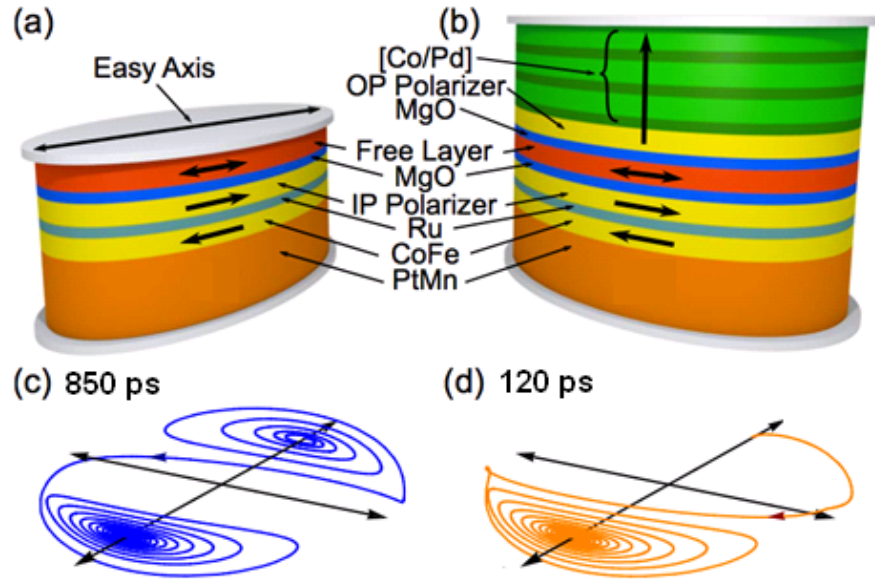 (a)
Easy Axis
(b)
[Co/Pd]
OP Polarizer
MgO
Free Layer
MgO
IP Polarizer
Ru
CoFe
PtMn
(c) 850 ps
(d) 120 ps